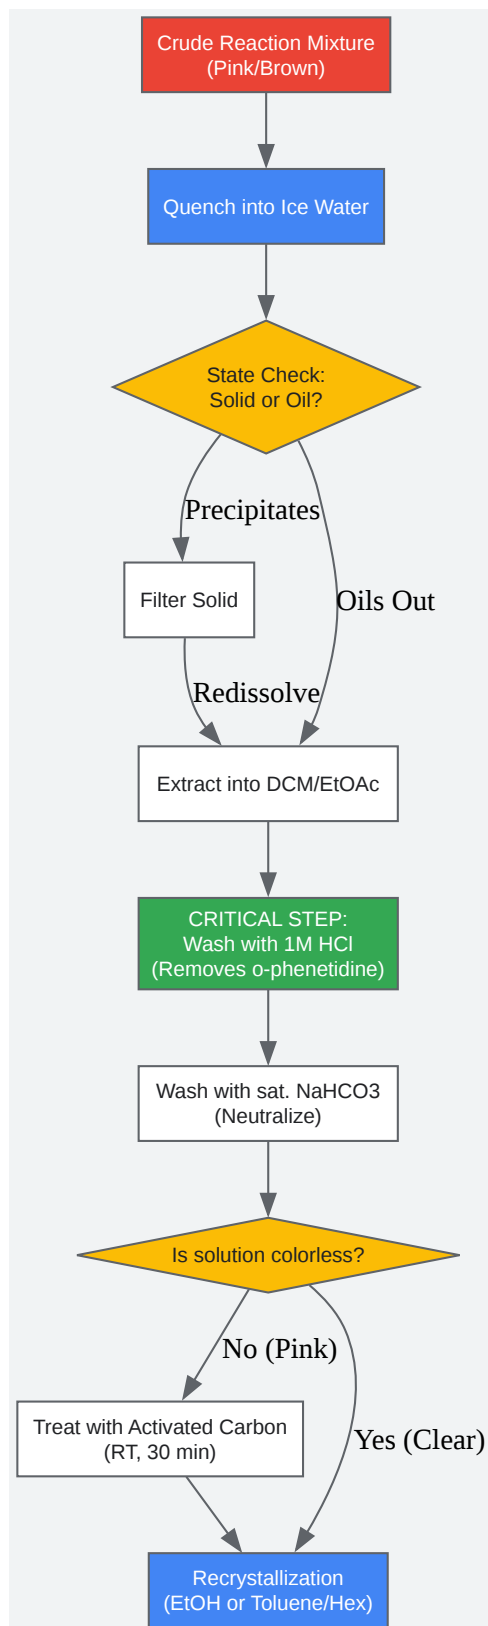 Crude Reaction Mixture
(Pink/Brown)
Quench into Ice Water
State Check:
Solid or Oil?
Precipitates
Oils Out
Filter Solid
Redissolve
Extract into DCM/EtOAc
CRITICAL STEP:
Wash with 1M HCl
(Removes o-phenetidine)
Wash with sat. NaHCO3
(Neutralize)
Is solution colorless?
No (Pink)
Yes (Clear)
Treat with Activated Carbon
(RT, 30 min)
Recrystallization
(EtOH or Toluene/Hex)